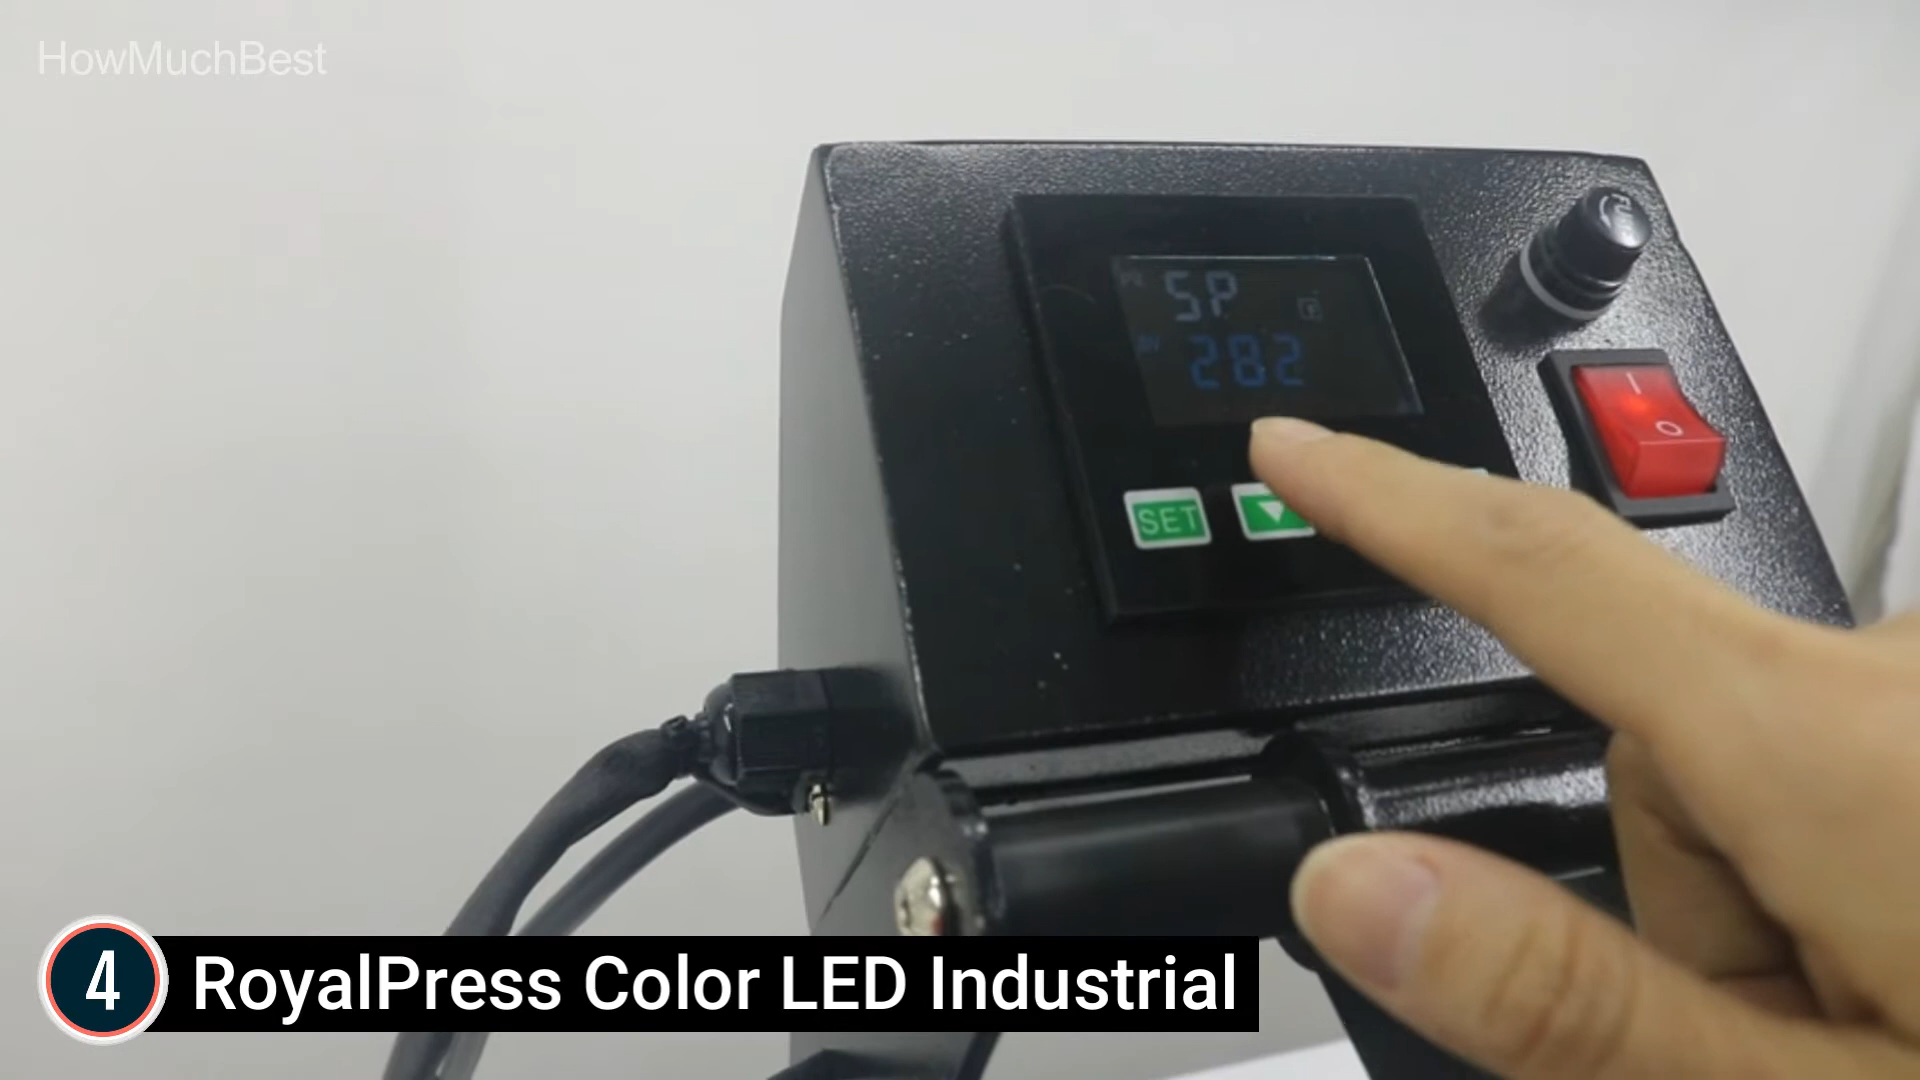 HowMuchBest
SP
282
SET
I
O
4 RoyalPress Color LED Industrial